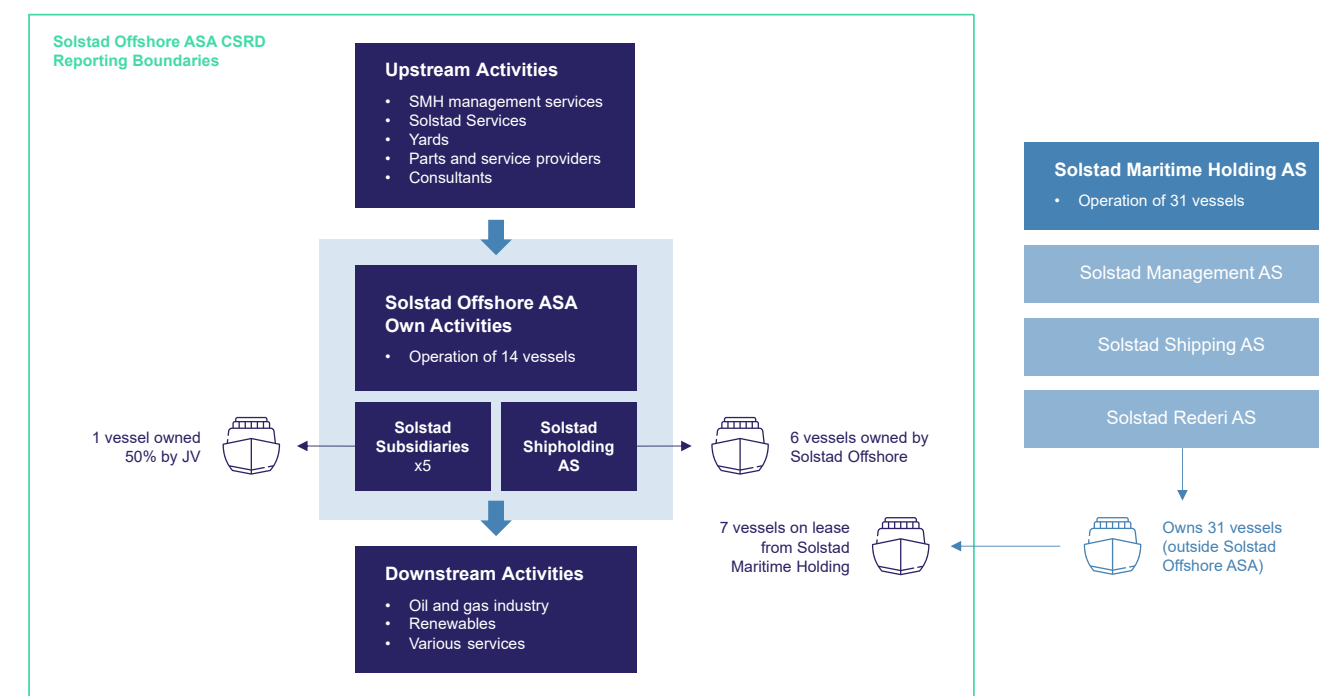 Solstad Offshore ASA CSRD
Reporting Boundaries
Upstream Activities
• SMH management services
• Solstad Services
• Yards
• Parts and service providers
• Consultants
Solstad Offshore ASA
Own Activities
• Operation of 14 vessels
Solstad
Subsidiaries
x5
Solstad
Shipholding
AS
1 vessel owned
50% by JV
6 vessels owned by
Solstad Offshore
7 vessels on lease
from Solstad
Maritime Holding
Downstream Activities
• Oil and gas industry
• Renewables
• Various services
Solstad Maritime Holding AS
• Operation of 31 vessels
Solstad Management AS
Solstad Shipping AS
Solstad Rederi AS
Owns 31 vessels
(outside Solstad
Offshore ASA)